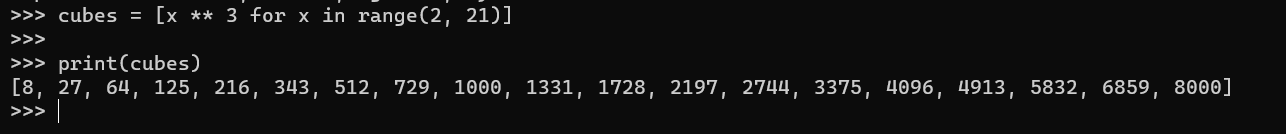 >>> cubes = [x ** 3 for x in range(2, 21)]
>>>
>>> print(cubes)
[8, 27, 64, 125, 216, 343, 512, 729, 1000, 1331, 1728, 2197, 2744, 3375, 4096, 4913, 5832, 6859, 8000]
>>>